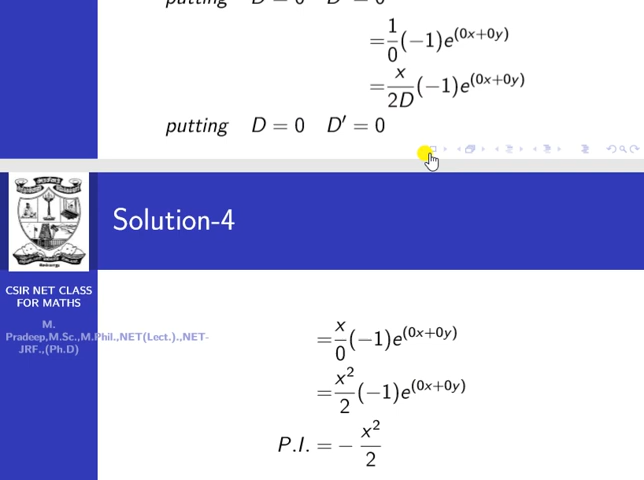 putting D = 0 D′ = 0
=1/0(−1)e^(0x+0y)
=x/2D(−1)e^(0x+0y)
putting D = 0 D′ = 0
Solution-4
CSIR NET CLASS
FOR MATHS
M.
Pradeep,M.Sc.,M.Phil.,NET(Lect.).,NET-
JRF.,(Ph.D)
=x/0(−1)e^(0x+0y)
=x²/2(−1)e^(0x+0y)
P.I. = − x²/2